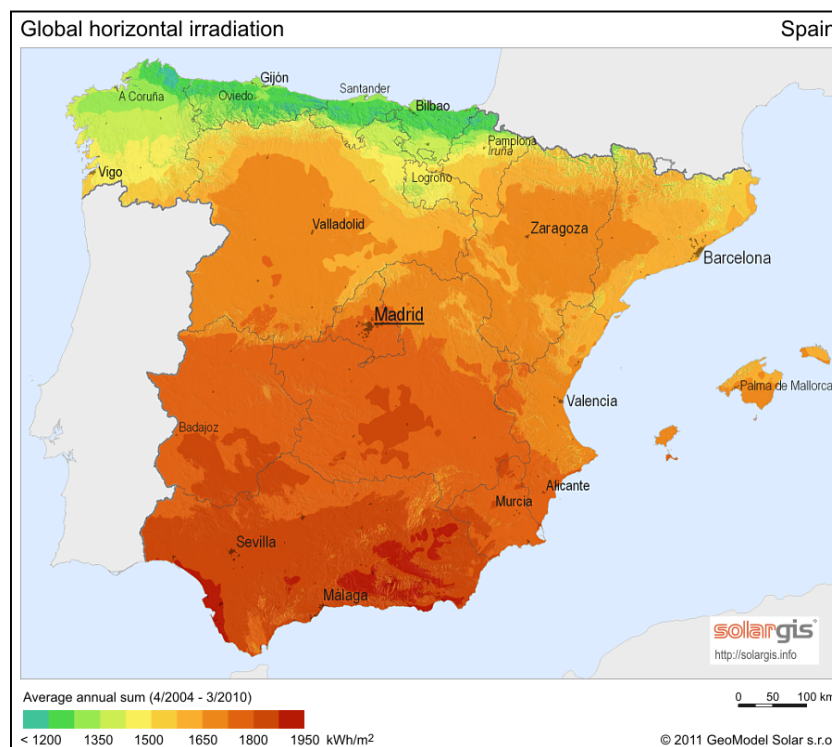 Global horizontal irradiation
Spain
Gijón
A Coruña
Oviedo
Santander
Bilbao
Pamplona
Iruña
Vigo
Logroño
Valladolid
Zaragoza
Barcelona
Madrid
Palma de Mallorca
Valencia
Badajoz
Alicante
Murcia
Sevilla
Málaga
solargis
http://solargis.info
Average annual sum (4/2004 - 3/2010)
0 50 100 km
< 1200 1350 1500 1650 1800 1950 kWh/m2
© 2011 GeoModel Solar s.r.o